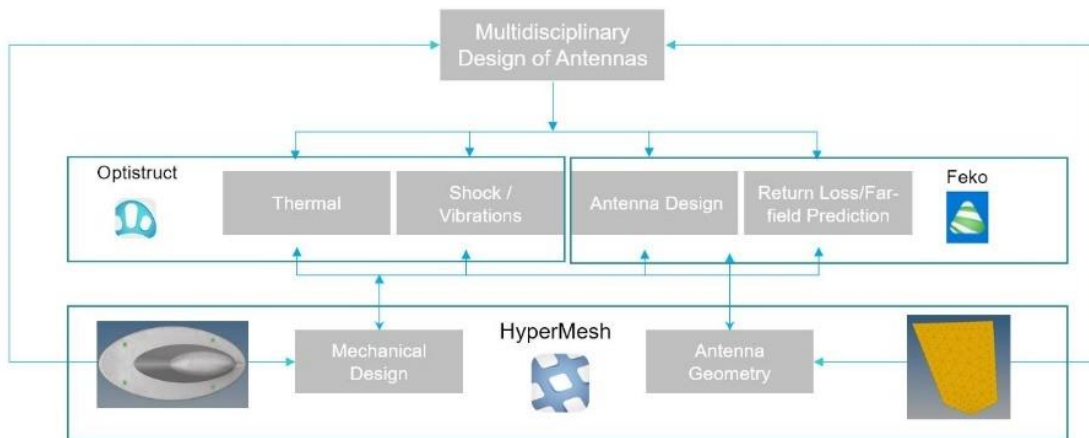 Multidisciplinary
Design of Antennas
Optistruct
Thermal
Shock /
Vibrations
Antenna Design
Return Loss/Far-
field Prediction
Feko
HyperMesh
Mechanical
Design
Antenna
Geometry